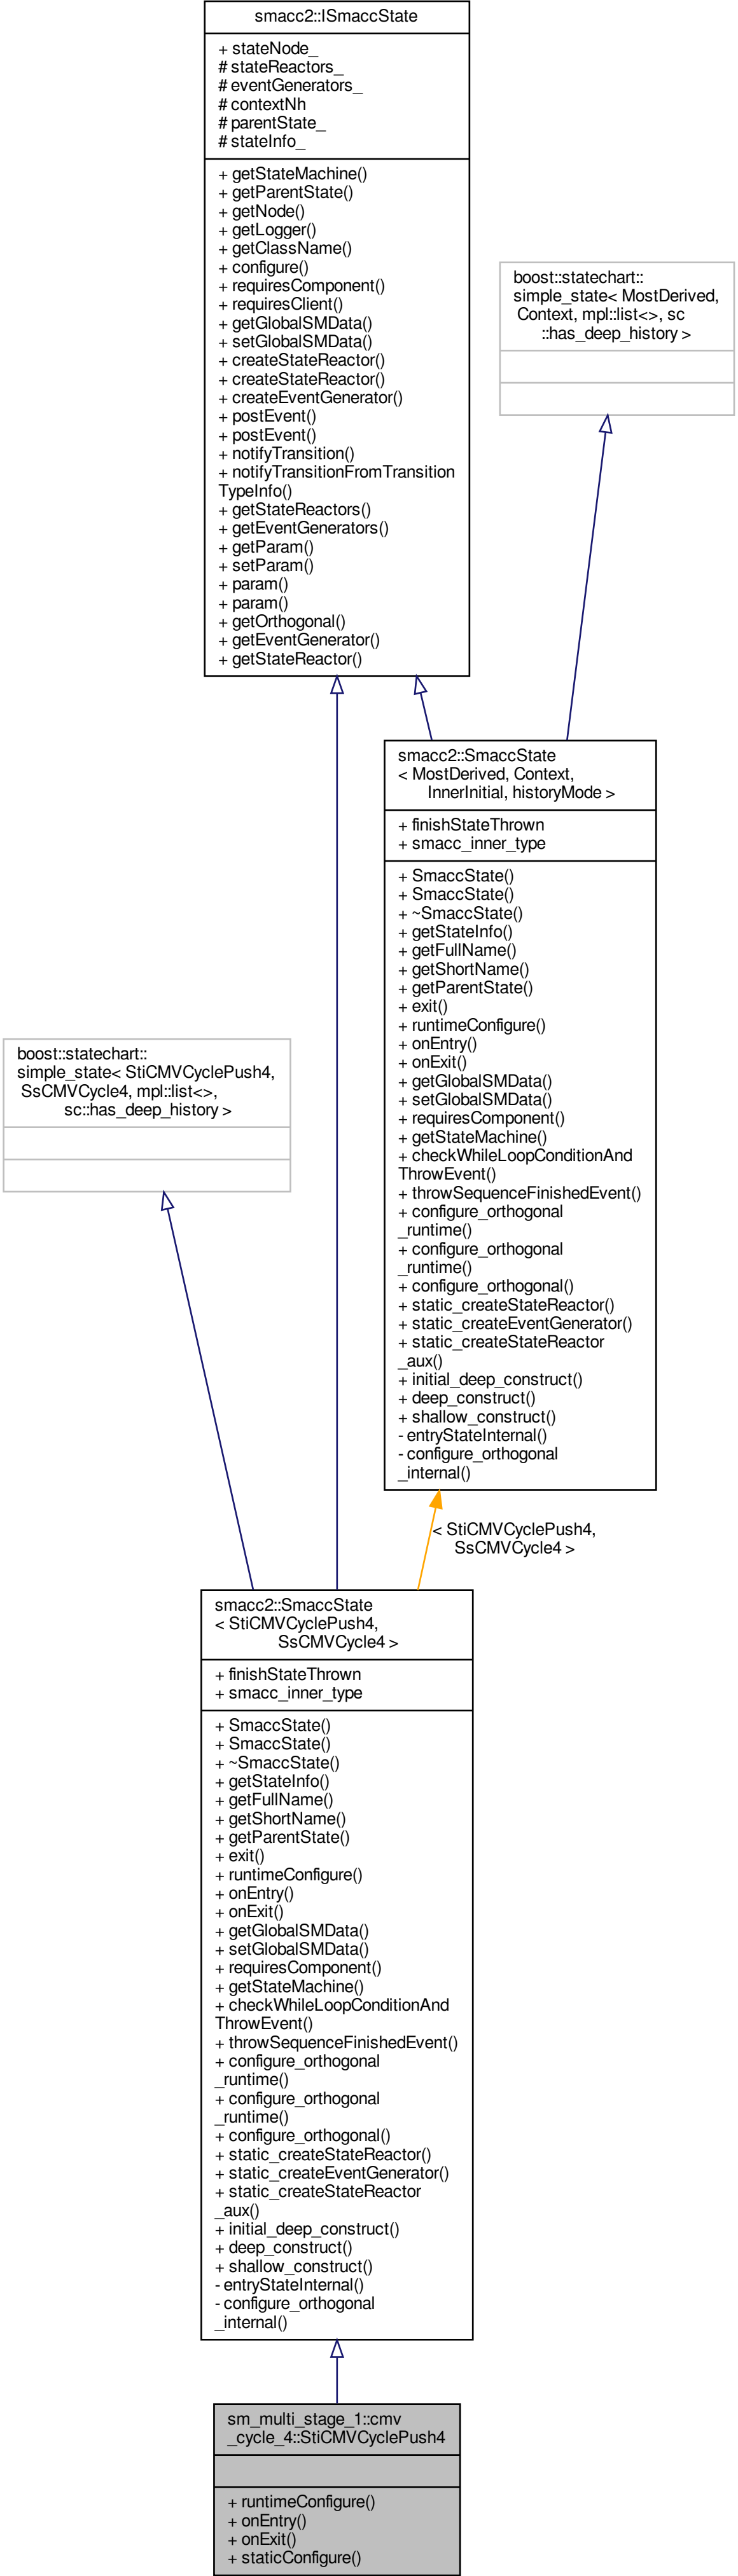 smacc2::ISmaccState
+ stateNode_
# stateReactors_
# eventGenerators_
# contextNh
# parentState_
# stateInfo_
+ getStateMachine()
+ getParentState()
+ getNode()
+ getLogger()
+ getClassName()
+ configure()
+ requiresComponent()
+ requiresClient()
+ getGlobalSMData()
+ setGlobalSMData()
+ createStateReactor()
+ createStateReactor()
+ createEventGenerator()
+ postEvent()
+ postEvent()
+ notifyTransition()
+ notifyTransitionFromTransition
TypeInfo()
+ getStateReactors()
+ getEventGenerators()
+ getParam()
+ setParam()
+ param()
+ param()
+ getOrthogonal()
+ getEventGenerator()
+ getStateReactor()
boost::statechart::
simple_state< MostDerived,
Context, mpl::list<>, sc
::has_deep_history >
smacc2::SmaccState
< MostDerived, Context,
InnerInitial, historyMode >
+ finishStateThrown
+ smacc_inner_type
+ SmaccState()
+ SmaccState()
+ ~SmaccState()
+ getStateInfo()
+ getFullName()
+ getShortName()
+ getParentState()
+ exit()
+ runtimeConfigure()
+ onEntry()
+ onExit()
+ getGlobalSMData()
+ setGlobalSMData()
+ requiresComponent()
+ getStateMachine()
+ checkWhileLoopConditionAnd
ThrowEvent()
+ throwSequenceFinishedEvent()
+ configure_orthogonal
_runtime()
+ configure_orthogonal
_runtime()
+ configure_orthogonal()
+ static_createStateReactor()
+ static_createEventGenerator()
+ static_createStateReactor
_aux()
+ initial_deep_construct()
+ deep_construct()
+ shallow_construct()
- entryStateInternal()
- configure_orthogonal
_internal()
boost::statechart::
simple_state< StiCMVCyclePush4,
SsCMVCycle4, mpl::list<>,
sc::has_deep_history >
< StiCMVCyclePush4,
SsCMVCycle4 >
smacc2::SmaccState
< StiCMVCyclePush4,
SsCMVCycle4 >
+ finishStateThrown
+ smacc_inner_type
+ SmaccState()
+ SmaccState()
+ ~SmaccState()
+ getStateInfo()
+ getFullName()
+ getShortName()
+ getParentState()
+ exit()
+ runtimeConfigure()
+ onEntry()
+ onExit()
+ getGlobalSMData()
+ setGlobalSMData()
+ requiresComponent()
+ getStateMachine()
+ checkWhileLoopConditionAnd
ThrowEvent()
+ throwSequenceFinishedEvent()
+ configure_orthogonal
_runtime()
+ configure_orthogonal
_runtime()
+ configure_orthogonal()
+ static_createStateReactor()
+ static_createEventGenerator()
+ static_createStateReactor
_aux()
+ initial_deep_construct()
+ deep_construct()
+ shallow_construct()
- entryStateInternal()
- configure_orthogonal
_internal()
sm_multi_stage_1::cmv
_cycle_4::StiCMVCyclePush4
+ runtimeConfigure()
+ onEntry()
+ onExit()
+ staticConfigure()